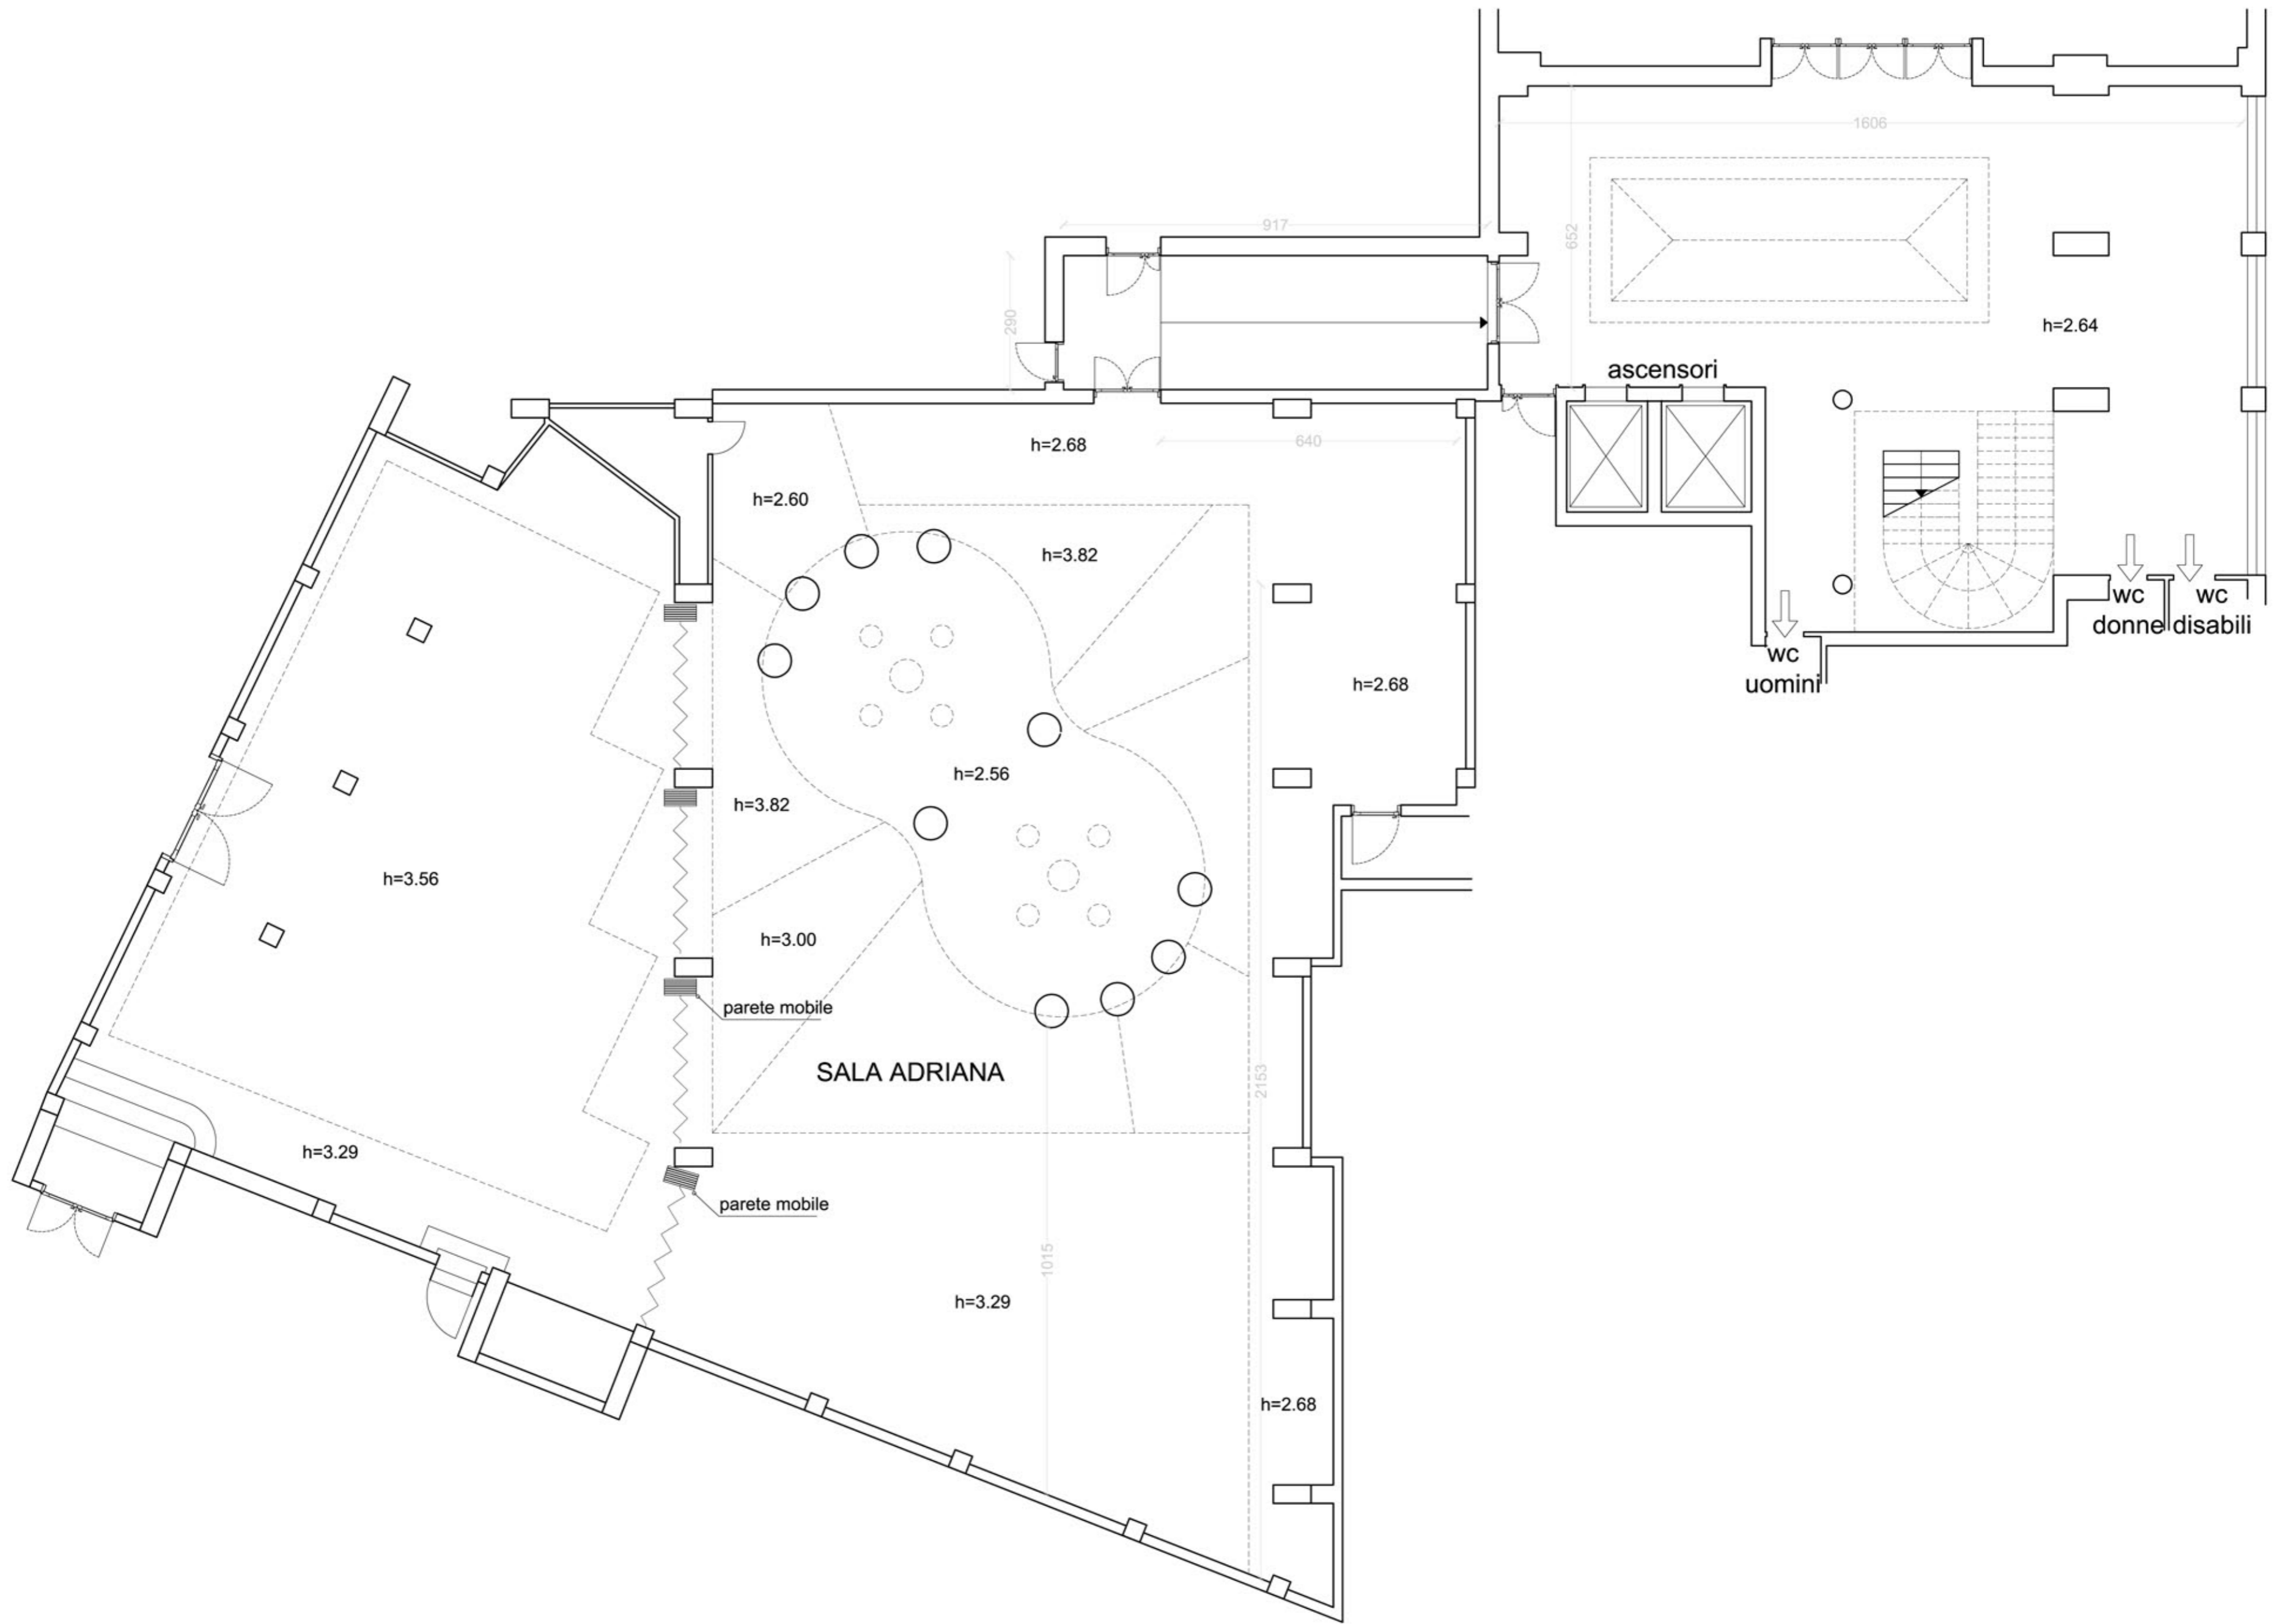 1606
917
652
290
h=2.64
ascensori
h=2.68
640
h=2.60
h=3.82
wc
donne
wc
disabili
wc
uomini
h=2.68
h=2.56
h=3.82
h=3.56
h=3.00
parete mobile
SALA ADRIANA
2153
h=3.29
parete mobile
1015
h=3.29
h=2.68